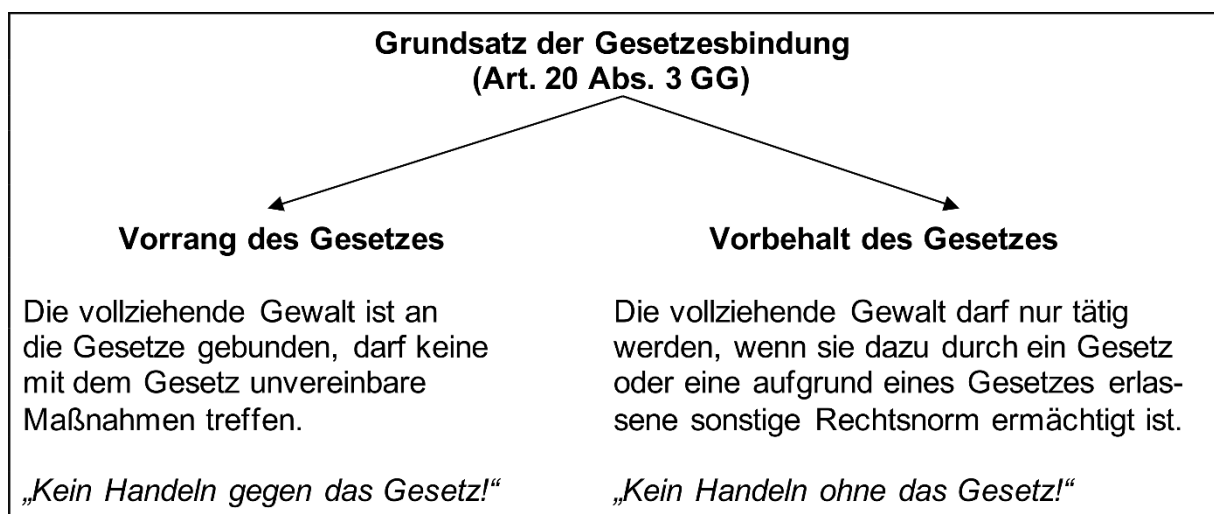 Grundsatz der Gesetzesbindung
(Art. 20 Abs. 3 GG)
Vorrang des Gesetzes
Die vollziehende Gewalt ist an
die Gesetze gebunden, darf keine
mit dem Gesetz unvereinbare
Maßnahmen treffen.
„Kein Handeln gegen das Gesetz!“
Vorbehalt des Gesetzes
Die vollziehende Gewalt darf nur tätig
werden, wenn sie dazu durch ein Gesetz
oder eine aufgrund eines Gesetzes erlas-
sene sonstige Rechtsnorm ermächtigt ist.
„Kein Handeln ohne das Gesetz!“